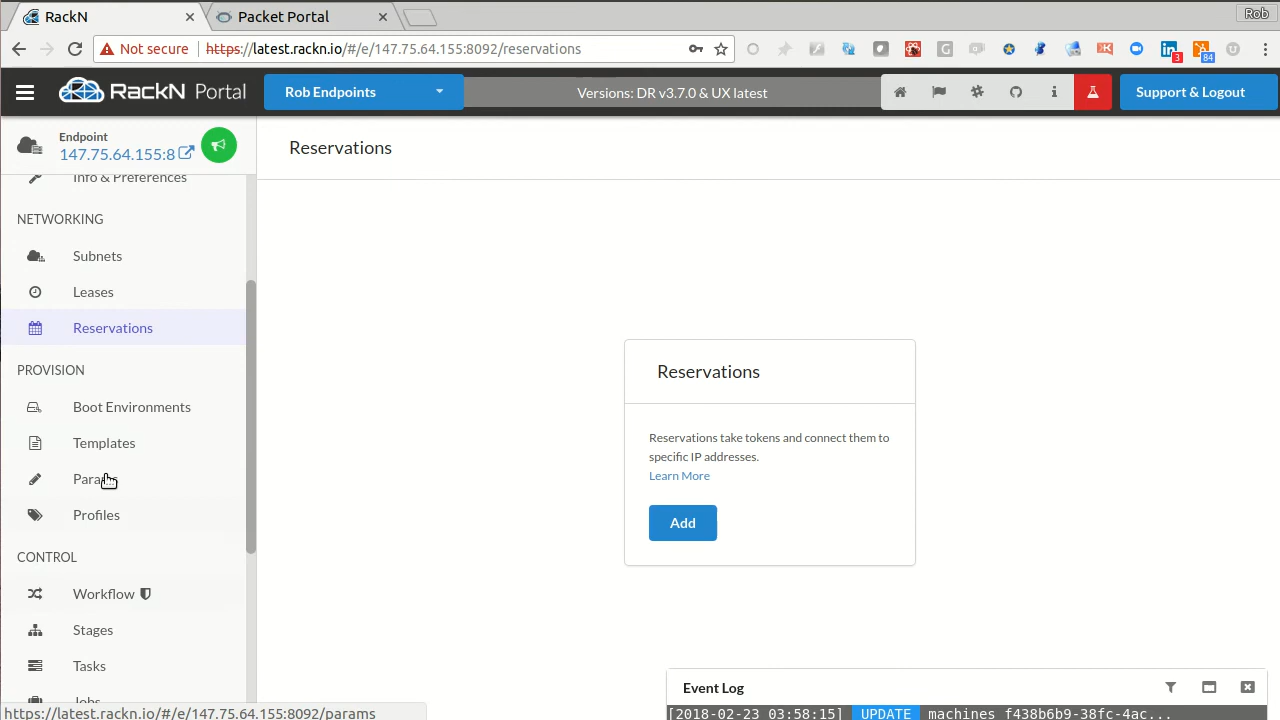 RackN
Packet Portal
Rob
Not secure
https://latest.rackn.io/#/e/147.75.64.155:8092/reservations
3
84
RackN Portal
Rob Endpoints
Versions: DR v3.7.0 & UX latest
Support & Logout
Endpoint
147.75.64.155:8
Reservations
Info & Preferences
NETWORKING
Subnets
Leases
Reservations
PROVISION
Boot Environments
Templates
Profiles
CONTROL
Workflow
Stages
Tasks
Jobs
Reservations
Reservations take tokens and connect them to
specific IP addresses.
Learn More
Add
Event Log
[2018-02-23 03:58:15] UPDATE machines f438b6b9-38fc-4ac...
https://latest.rackn.io/#/e/147.75.64.155:8092/params